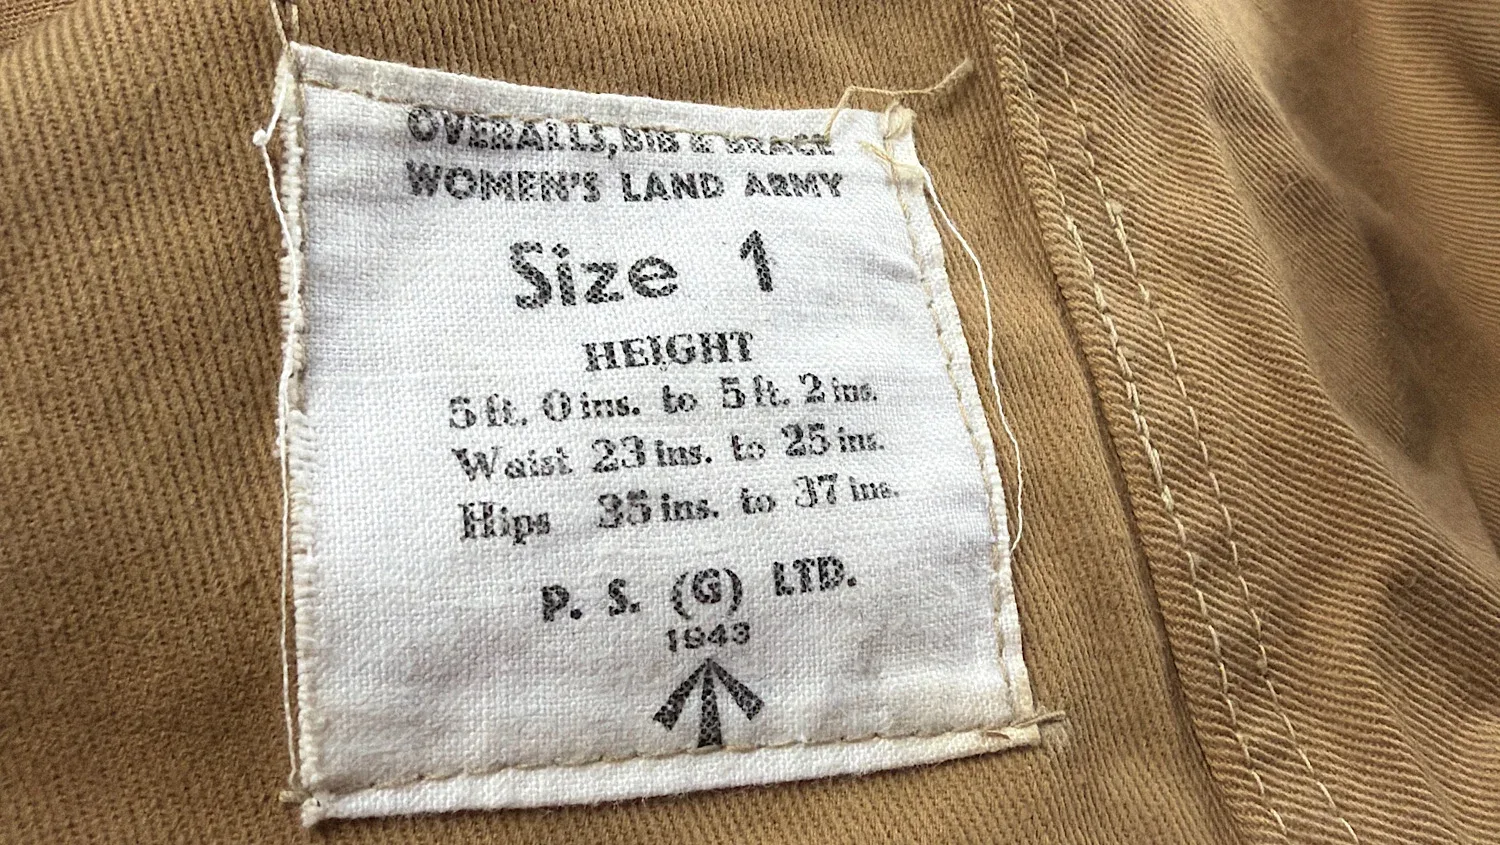 OVERALLS, BIB & BRACE
WOMEN'S LAND ARMY
Size 1
HEIGHT
5 ft. 0 ins. to 5 ft. 2 ins.
Waist 23 ins. to 25 ins.
Hips 35 ins. to 37 ins.
P. S. (G) LTD.
1943